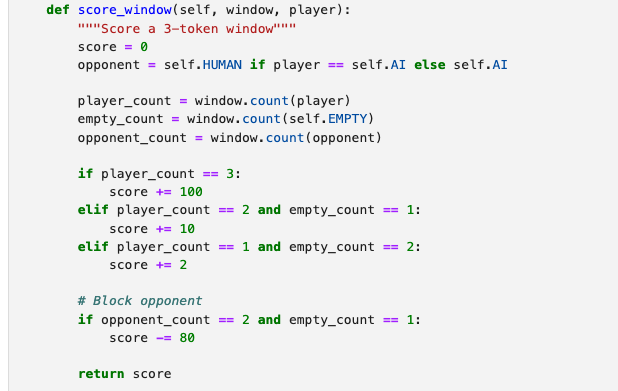 def score_window(self, window, player):
    """Score a 3-token window"""
    score = 0
    opponent = self.HUMAN if player == self.AI else self.AI

    player_count = window.count(player)
    empty_count = window.count(self.EMPTY)
    opponent_count = window.count(opponent)

    if player_count == 3:
        score += 100
    elif player_count == 2 and empty_count == 1:
        score += 10
    elif player_count == 1 and empty_count == 2:
        score += 2

    # Block opponent
    if opponent_count == 2 and empty_count == 1:
        score -= 80

    return score